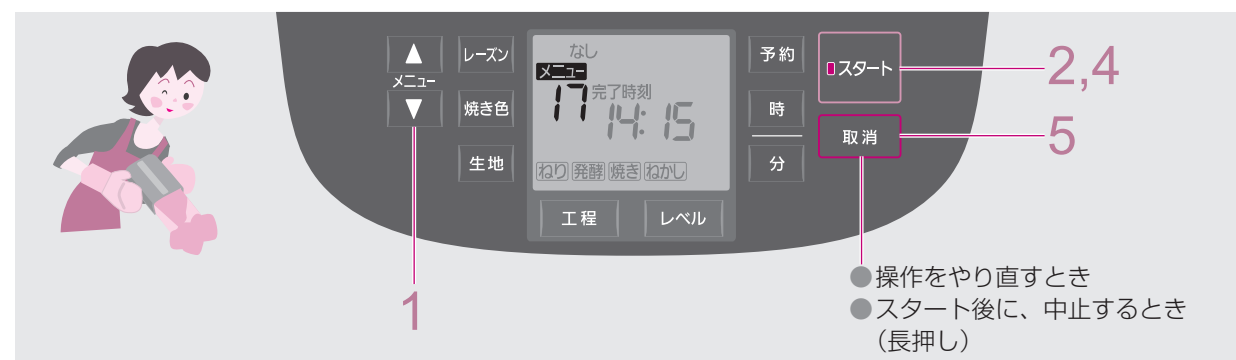 ▲
メニュー
▼
レーズン
焼き色
生地
なし
メニュー
17
完了時刻
14:15
ねり 発酵 焼き ねかし
工程
レベル
予約
時
分
スタート
取消
2,4
5
1
●操作をやり直すとき
●スタート後に、中止するとき
(長押し)